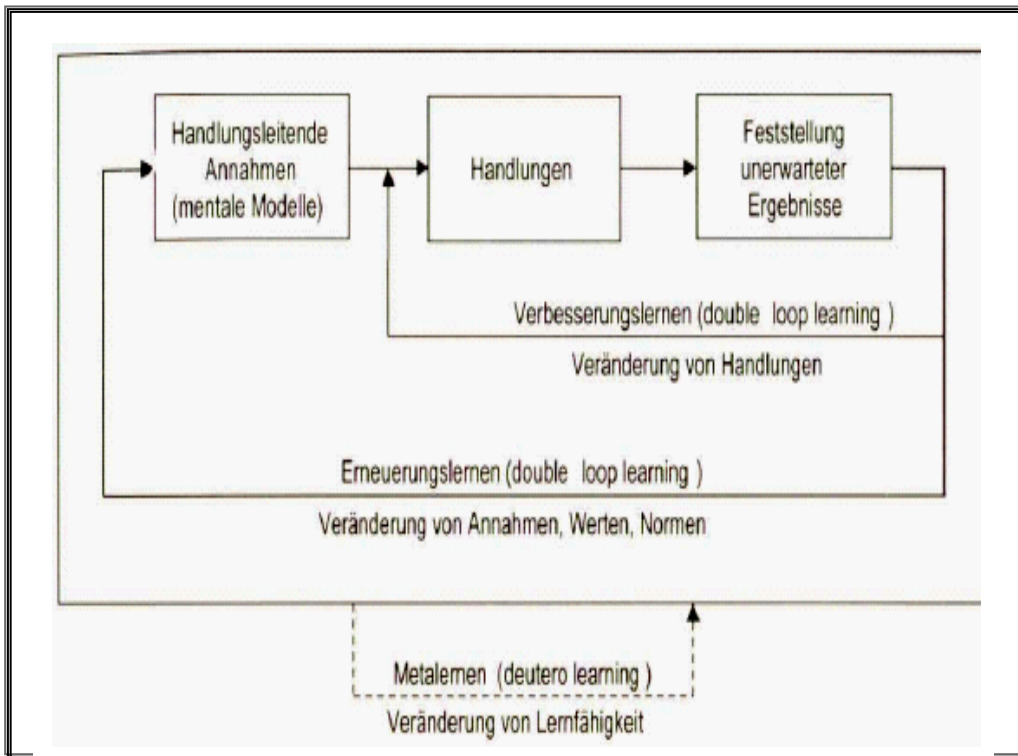 Handlungsleitende
Annahmen
(mentale Modelle)
Handlungen
Feststellung
unerwarteter
Ergebnisse
Verbesserungslernen (double loop learning )
Veränderung von Handlungen
Erneuerungslernen (double loop learning )
Veränderung von Annahmen, Werten, Normen
Metalernen (deutero learning )
Veränderung von Lernfähigkeit